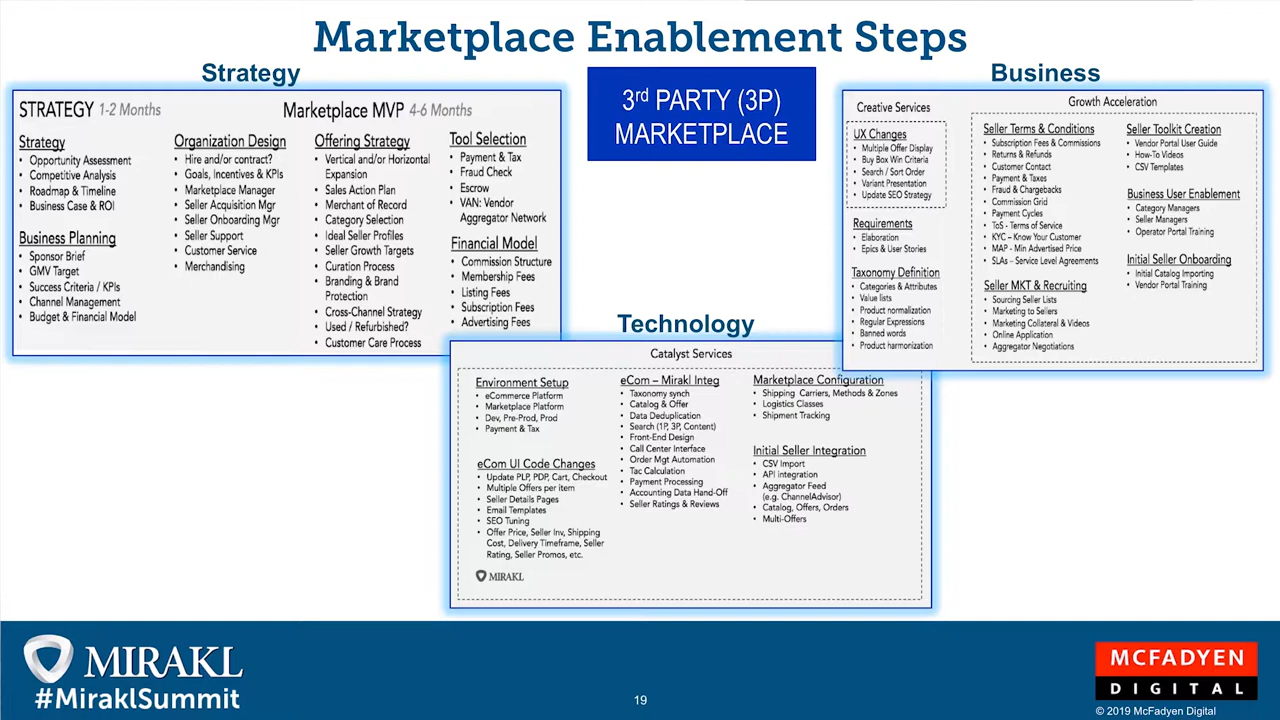 Marketplace Enablement Steps
Strategy
STRATEGY 1-2 Months
Marketplace MVP 4-6 Months
Strategy
• Opportunity Assessment
• Competitive Analysis
• Roadmap & Timeline
• Business Case & ROI
Business Planning
• Sponsor Brief
• GMV Target
• Success Criteria / KPIs
• Channel Management
• Budget & Financial Model
Organization Design
• Hire and/or contract?
• Goals, Incentives & KPIs
• Marketplace Manager
• Seller Acquisition Mgr
• Seller Onboarding Mgr
• Seller Support
• Customer Service
• Merchandising
Offering Strategy
• Vertical and/or Horizontal
Expansion
• Sales Action Plan
• Merchant of Record
• Category Selection
• Ideal Seller Profiles
• Seller Growth Targets
• Curation Process
• Branding & Brand
Protection
• Cross-Channel Strategy
• Used / Refurbished?
• Customer Care Process
Tool Selection
• Payment & Tax
• Fraud Check
• Escrow
• VAN: Vendor
Aggregator Network
Financial Model
• Commission Structure
• Membership Fees
• Listing Fees
• Subscription Fees
• Advertising Fees
3rd PARTY (3P)
MARKETPLACE
Business
Creative Services
UX Changes
• Multiple Offer Display
• Buy Box Win Criteria
• Search / Sort Order
• Variant Presentation
• Update SEO Strategy
Requirements
• Elaboration
• Epics & User Stories
Taxonomy Definition
• Categories & Attributes
• Value lists
• Product normalization
• Regular Expressions
• Banned words
• Product harmonization
Growth Acceleration
Seller Terms & Conditions
• Subscription Fees & Commissions
• Returns & Refunds
• Customer Contact
• Payment & Taxes
• Fraud & Chargebacks
• Commission Grid
• Payment Cycles
• ToS - Terms of Service
• KYC – Know Your Customer
• MAP - Min Advertised Price
• SLAs – Service Level Agreements
Seller MKT & Recruiting
• Sourcing Seller Lists
• Marketing to Sellers
• Marketing Collateral & Videos
• Online Application
• Aggregator Negotiations
Seller Toolkit Creation
• Vendor Portal User Guide
• How-To Videos
• CSV Templates
Business User Enablement
• Category Managers
• Seller Managers
• Operator Portal Training
Initial Seller Onboarding
• Initial Catalog Importing
• Vendor Portal Training
Technology
Catalyst Services
Environment Setup
• eCommerce Platform
• Marketplace Platform
• Dev, Pre-Prod, Prod
• Payment & Tax
eCom UI Code Changes
• Update PLP, PDP, Cart, Checkout
• Multiple Offers per item
• Seller Details Pages
• Email Templates
• SEO Tuning
• Offer Price, Seller Inv, Shipping
Cost, Delivery Timeframe, Seller
Rating, Seller Promos, etc.
MIRAKL
eCom – Mirakl Integ
• Taxonomy synch
• Catalog & Offer
• Data Deduplication
• Search (1P, 3P, Content)
• Front-End Design
• Call Center Interface
• Order Mgt Automation
• Tac Calculation
• Payment Processing
• Accounting Data Hand-Off
• Seller Ratings & Reviews
Marketplace Configuration
• Shipping Carriers, Methods & Zones
• Logistics Classes
• Shipment Tracking
Initial Seller Integration
• CSV Import
• API integration
• Aggregator Feed
(e.g. ChannelAdvisor)
• Catalog, Offers, Orders
• Multi-Offers
MIRAKL
#MiraklSummit
19
MCFADYEN
DIGITAL
© 2019 McFadyen Digital